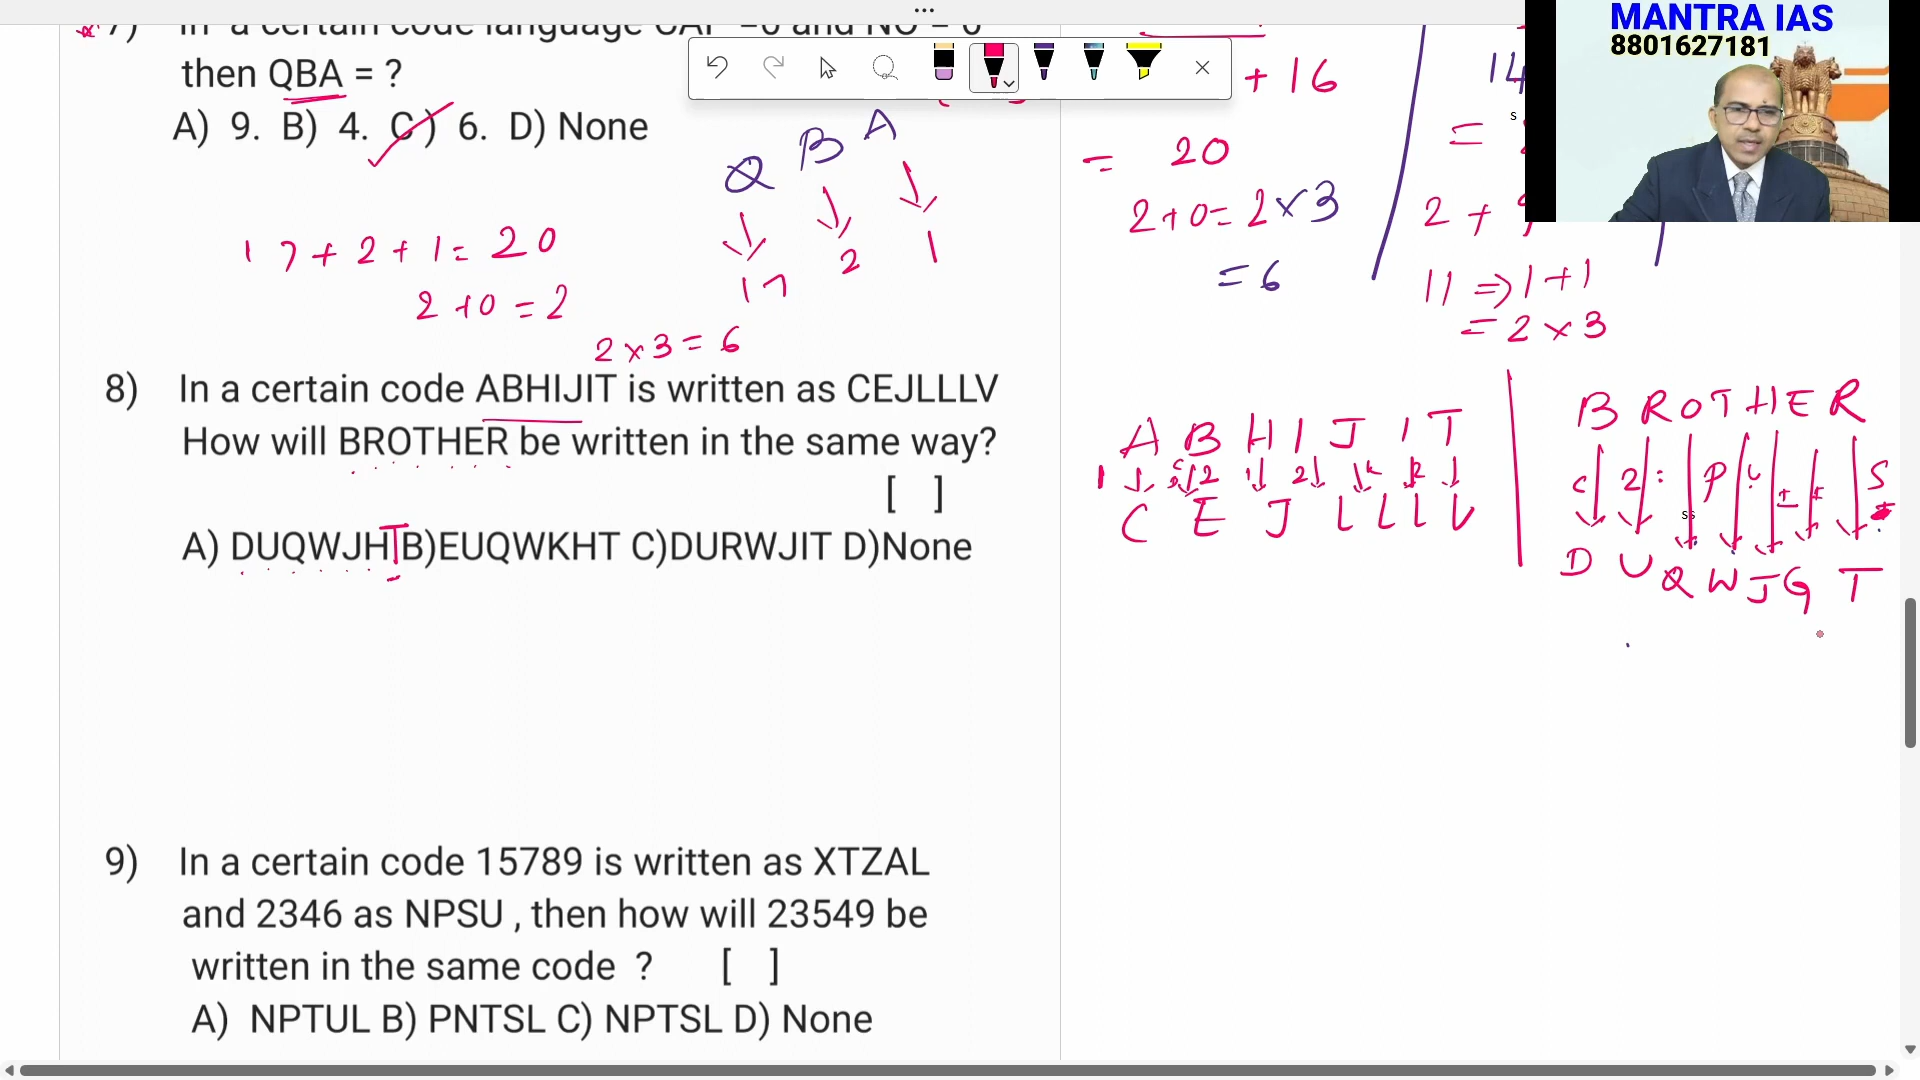 MANTRA IAS
8801627181
then QBA = ?
A) 9. B) 4. C) 6. D) None
Q B A
17 2 1
17 + 2 + 1 = 20
2 + 0 = 2
2 x 3 = 6
+ 16
= 20
2 + 0 = 2 x 3
= 6
14
s
=
2 +
11 => 1 + 1
= 2 x 3
8) In a certain code ABHIJIT is written as CEJLLLV
How will BROTHER be written in the same way?
[ ]
A) DUQWJHT B)EUQWKHT C)DURWJIT D)None
A B H I J I T
C E J L L L V
B R O T H E R
ss
D U Q W J G T
9) In a certain code 15789 is written as XTZAL
and 2346 as NPSU , then how will 23549 be
written in the same code ? [ ]
A) NPTUL B) PNTSL C) NPTSL D) None